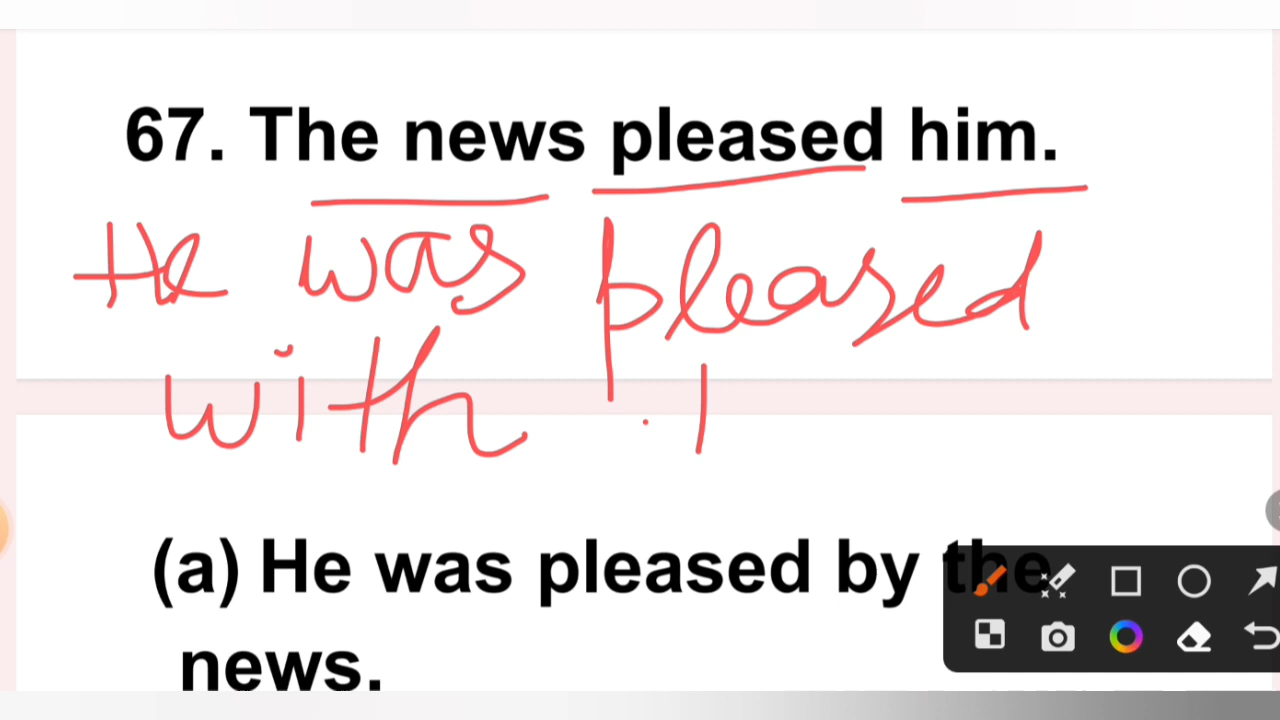 67. The news pleased him.
He was pleased
with
(a) He was pleased by the
news.